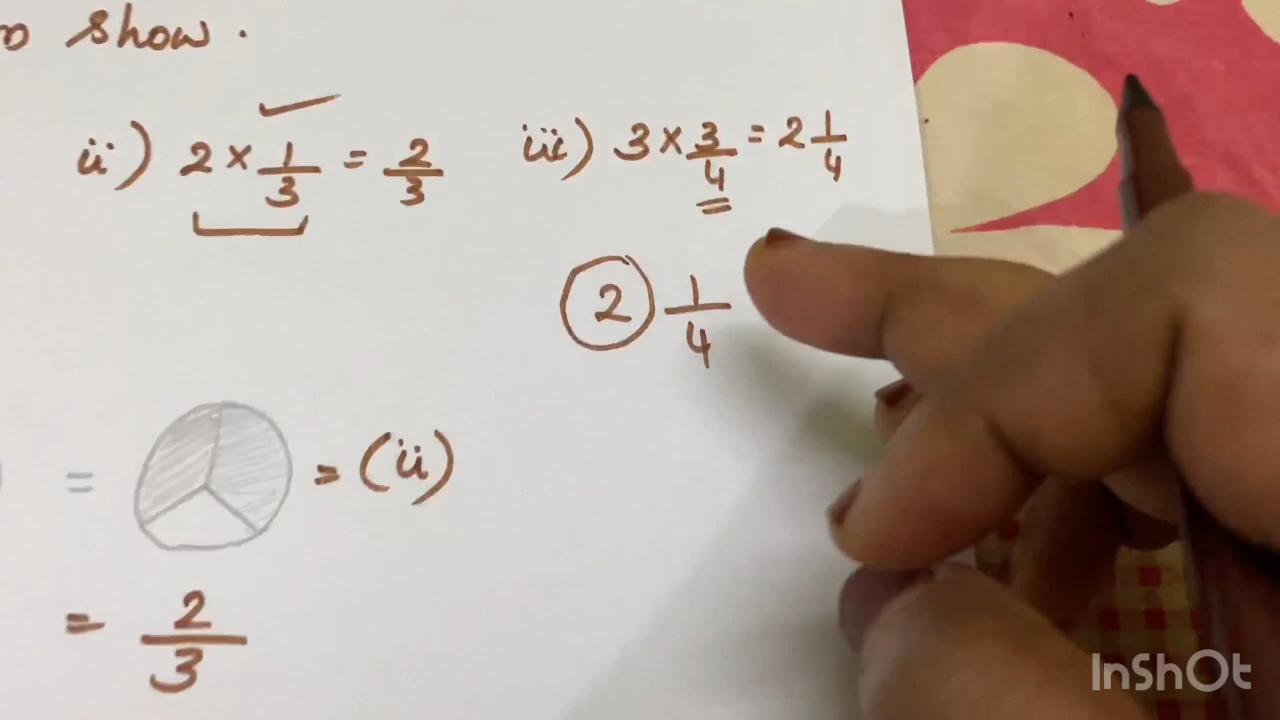 show.
ii) 2 × 1/3 = 2/3
iii) 3 × 3/4 = 2 1/4
2 1/4
= = (ii)
= 2/3
InShOt